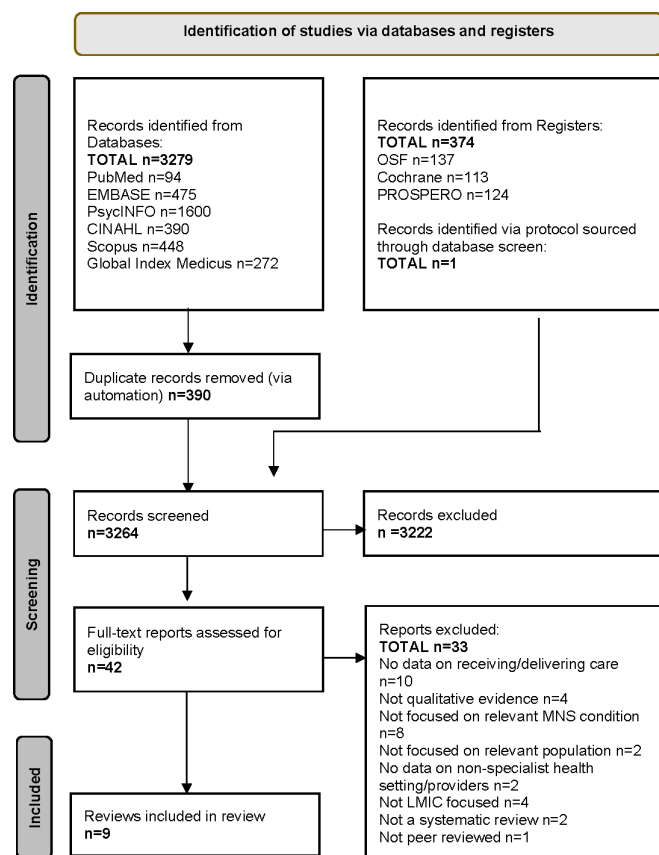 Identification of studies via databases and registers
Identification
Records identified from
Databases:
TOTAL n=3279
PubMed n=94
EMBASE n=475
PsycINFO n=1600
CINAHL n=390
Scopus n=448
Global Index Medicus n=272
Records identified from Registers:
TOTAL n=374
OSF n=137
Cochrane n=113
PROSPERO n=124
Records identified via protocol sourced
through database screen:
TOTAL n=1
Duplicate records removed (via
automation) n=390
Screening
Records screened
n=3264
Records excluded
n =3222
Full-text reports assessed for
eligibility
n=42
Reports excluded:
TOTAL n=33
No data on receiving/delivering care
n=10
Not qualitative evidence n=4
Not focused on relevant MNS condition
n=8
Not focused on relevant population n=2
No data on non-specialist health
setting/providers n=2
Not LMIC focused n=4
Not a systematic review n=2
Not peer reviewed n=1
Included
Reviews included in review
n=9